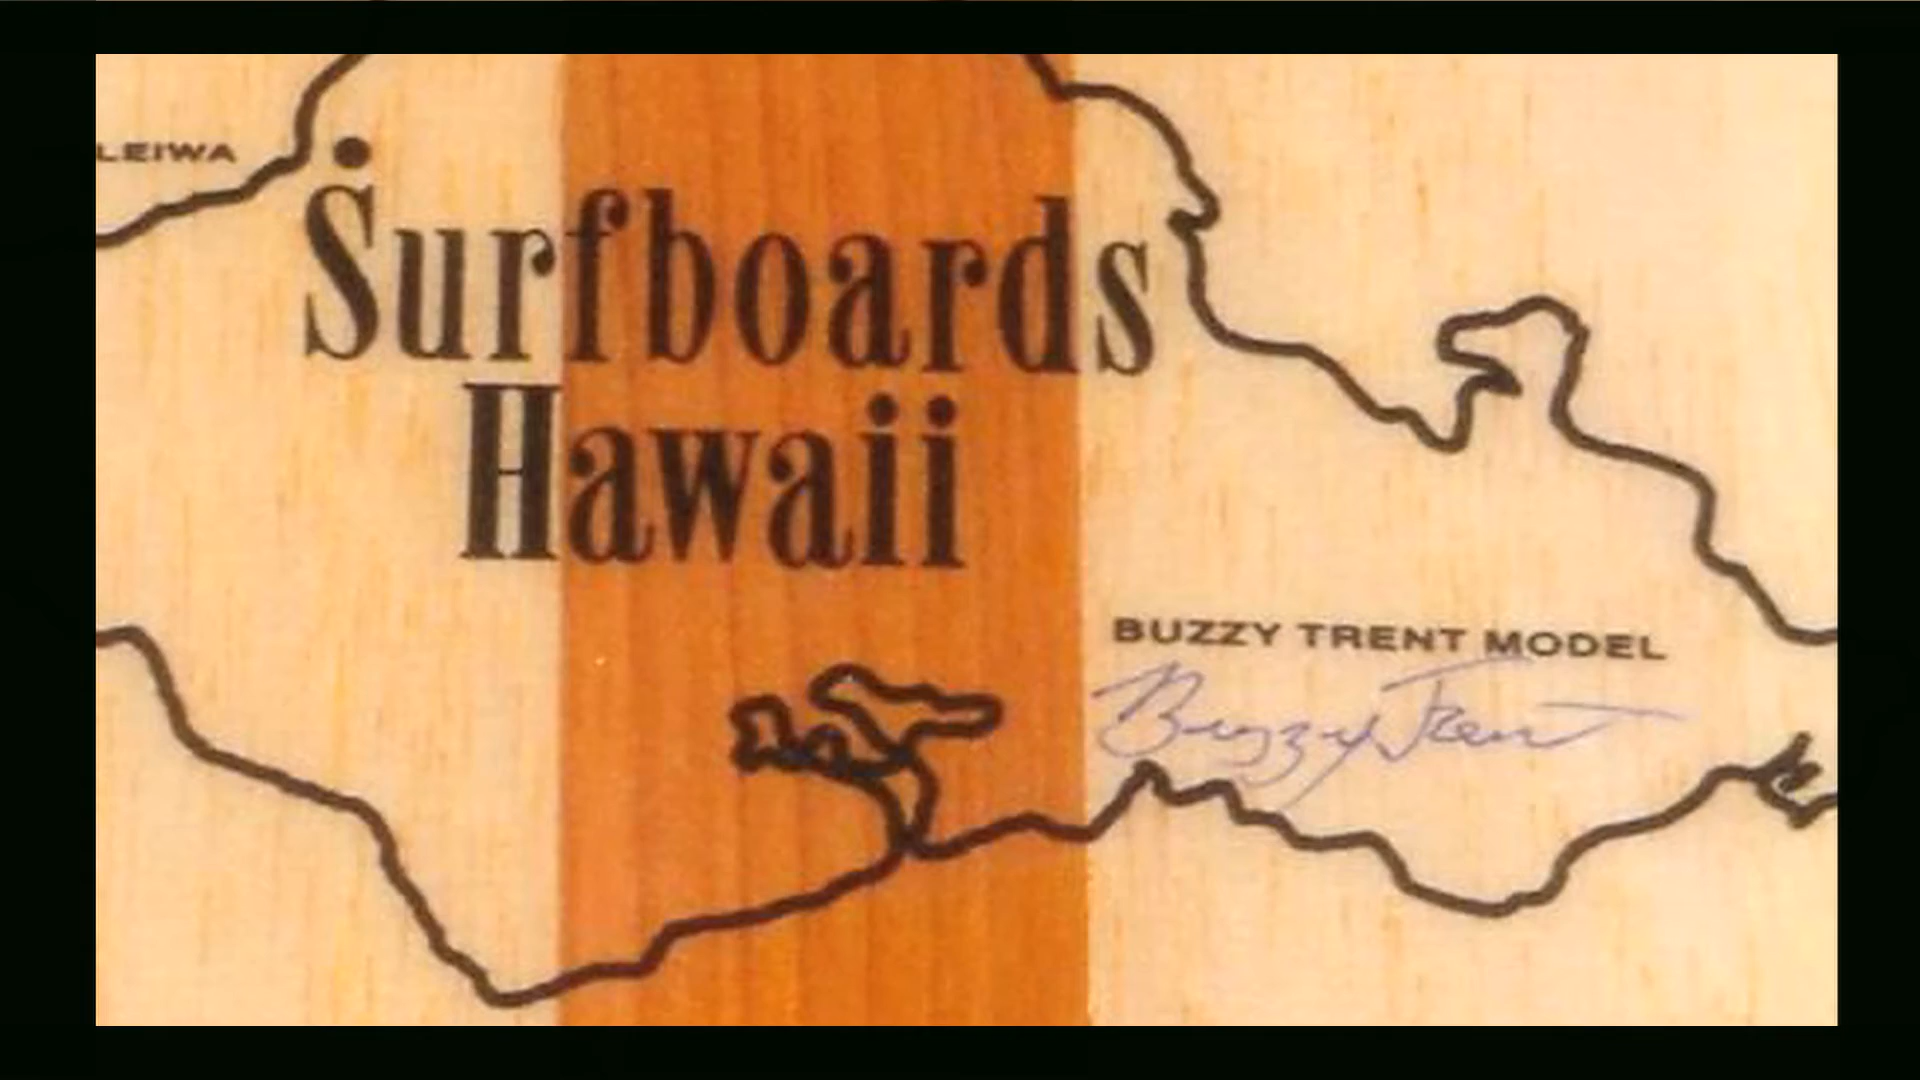 LEIWA
Surfboards
Hawaii
BUZZY TRENT MODEL
Buzzy Trent